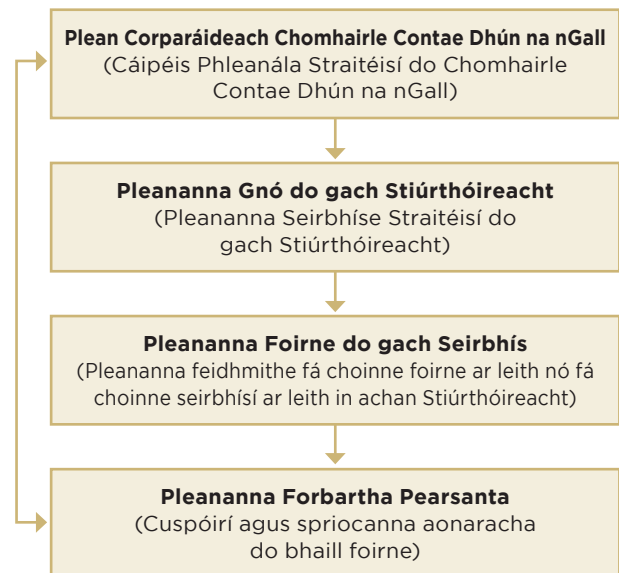 Plean Corparáideach Chomhairle Contae Dhún na nGall
(Cáipéis Phleanála Straitéisí do Chomhairle
Contae Dhún na nGall)
Pleananna Gnó do gach Stiúrthóireacht
(Pleananna Seirbhíse Straitéisí do
gach Stiúrthóireacht)
Pleananna Foirne do gach Seirbhís
(Pleananna feidhmithe fá choinne foirne ar leith nó fá
choinne seirbhísí ar leith in achan Stiúrthóireacht)
Pleananna Forbartha Pearsanta
(Cuspóirí agus spriocanna aonaracha
do bhaill foirne)